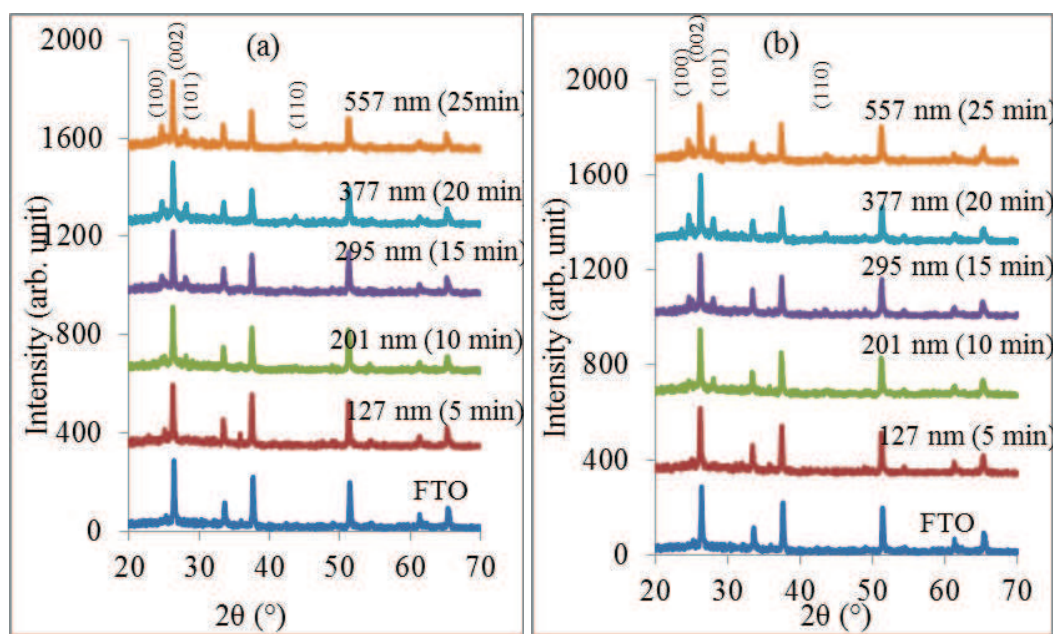 (a)
2000
1600
1200
800
400
0
Intensity (arb. unit)
(100)
(002)
(101)
(110)
557 nm (25min)
377 nm (20 min)
295 nm (15 min)
201 nm (10 min)
127 nm (5 min)
FTO
20 30 40 50 60 70
2θ (°)
(b)
2000
1600
1200
800
400
0
Intensity (arb. unit)
(100)
(002)
(101)
(110)
557 nm (25 min)
377 nm (20 min)
295 nm (15 min)
201 nm (10 min)
127 nm (5 min)
FTO
20 30 40 50 60 70
2θ (°)